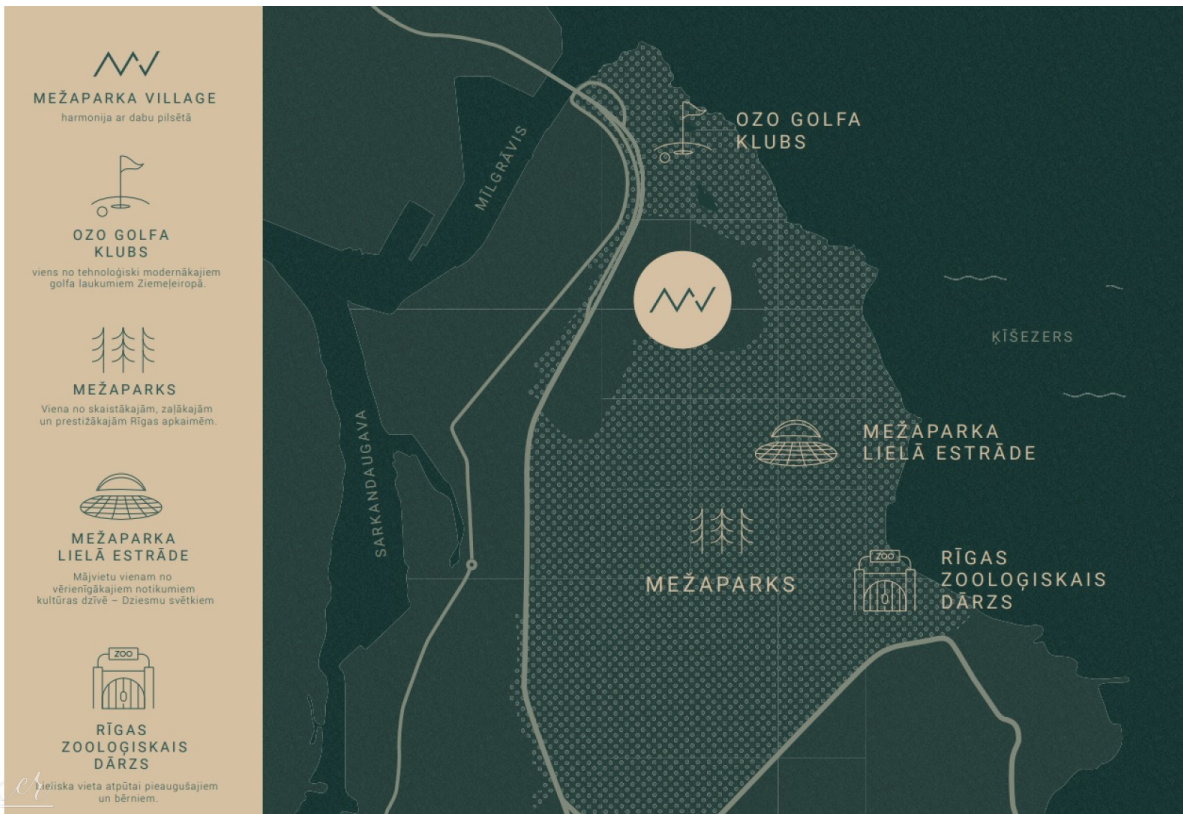 MEŽAPARKA VILLAGE
harmonija ar dabu pilsētā
OZO GOLFA
KLUBS
viens no tehnoloģiski modernākajiem
golfa laukumiem Ziemeļeiropā.
MEŽAPARKS
Viena no skaistākajām, zaļākajām
un prestižākajām Rīgas apkaimēm.
MEŽAPARKA
LIELĀ ESTRĀDE
Mājvietu vienam no
vērienīgākajiem notikumiem
kultūras dzīvē – Dziesmu svētkiem
ZOO
RĪGAS
ZOOLOĢISKAIS
DĀRZS
Lieliska vieta atpūtai pieaugušajiem
un bērniem.
OZO GOLFA
KLUBS
MĪLGRĀVIS
ĶĪŠEZERS
SARKANDAUGAVA
MEŽAPARKA
LIELĀ ESTRĀDE
MEŽAPARKS
ZOO
RĪGAS
ZOOLOĢISKAIS
DĀRZS